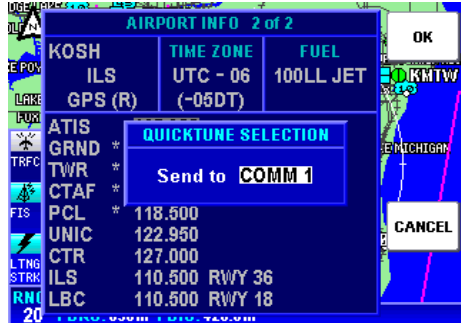 AIRPORT INFO 2 of 2
OK
KOSH
TIME ZONE
FUEL
ILS
UTC - 06
100LL JET
GPS (R)
(-05DT)
KMTW
LAKE
ATIS
QUICKTUNE SELECTION
GRND *
E MICHIGAN
TRFC
TWR *
Send to COMM 1
CTAF *
FIS
PCL * 118.500
CANCEL
UNIC 122.950
CTR 127.000
LTNG
STRK
ILS 110.500 RWY 36
LBC 110.500 RWY 18
RNG
20